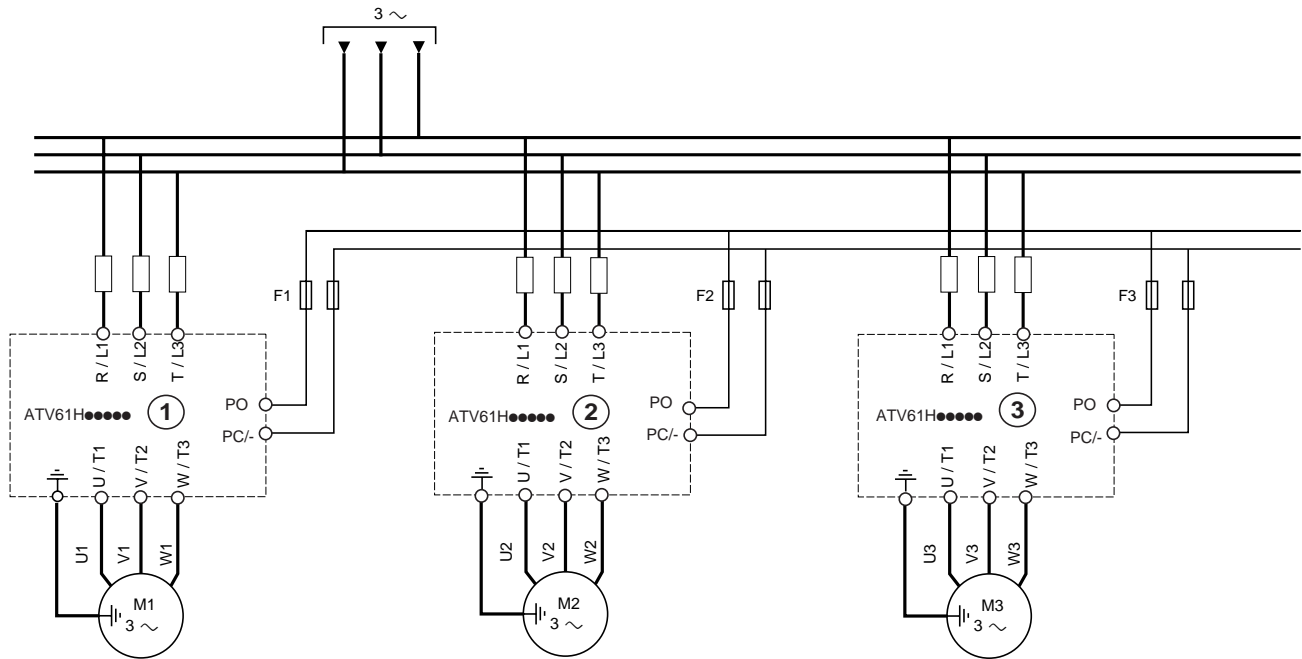 3 ～
F1
F2
F3
R / L1
S / L2
T / L3
R / L1
S / L2
T / L3
R / L1
S / L2
T / L3
ATV61H●●●●●
1
PO
PC/-
ATV61H●●●●●
2
PO
PC/-
ATV61H●●●●●
3
PO
PC/-
U / T1
V / T2
W / T3
U / T1
V / T2
W / T3
U / T1
V / T2
W / T3
U1
V1
W1
U2
V2
W2
U3
V3
W3
M1
3 ～
M2
3 ～
M3
3 ～